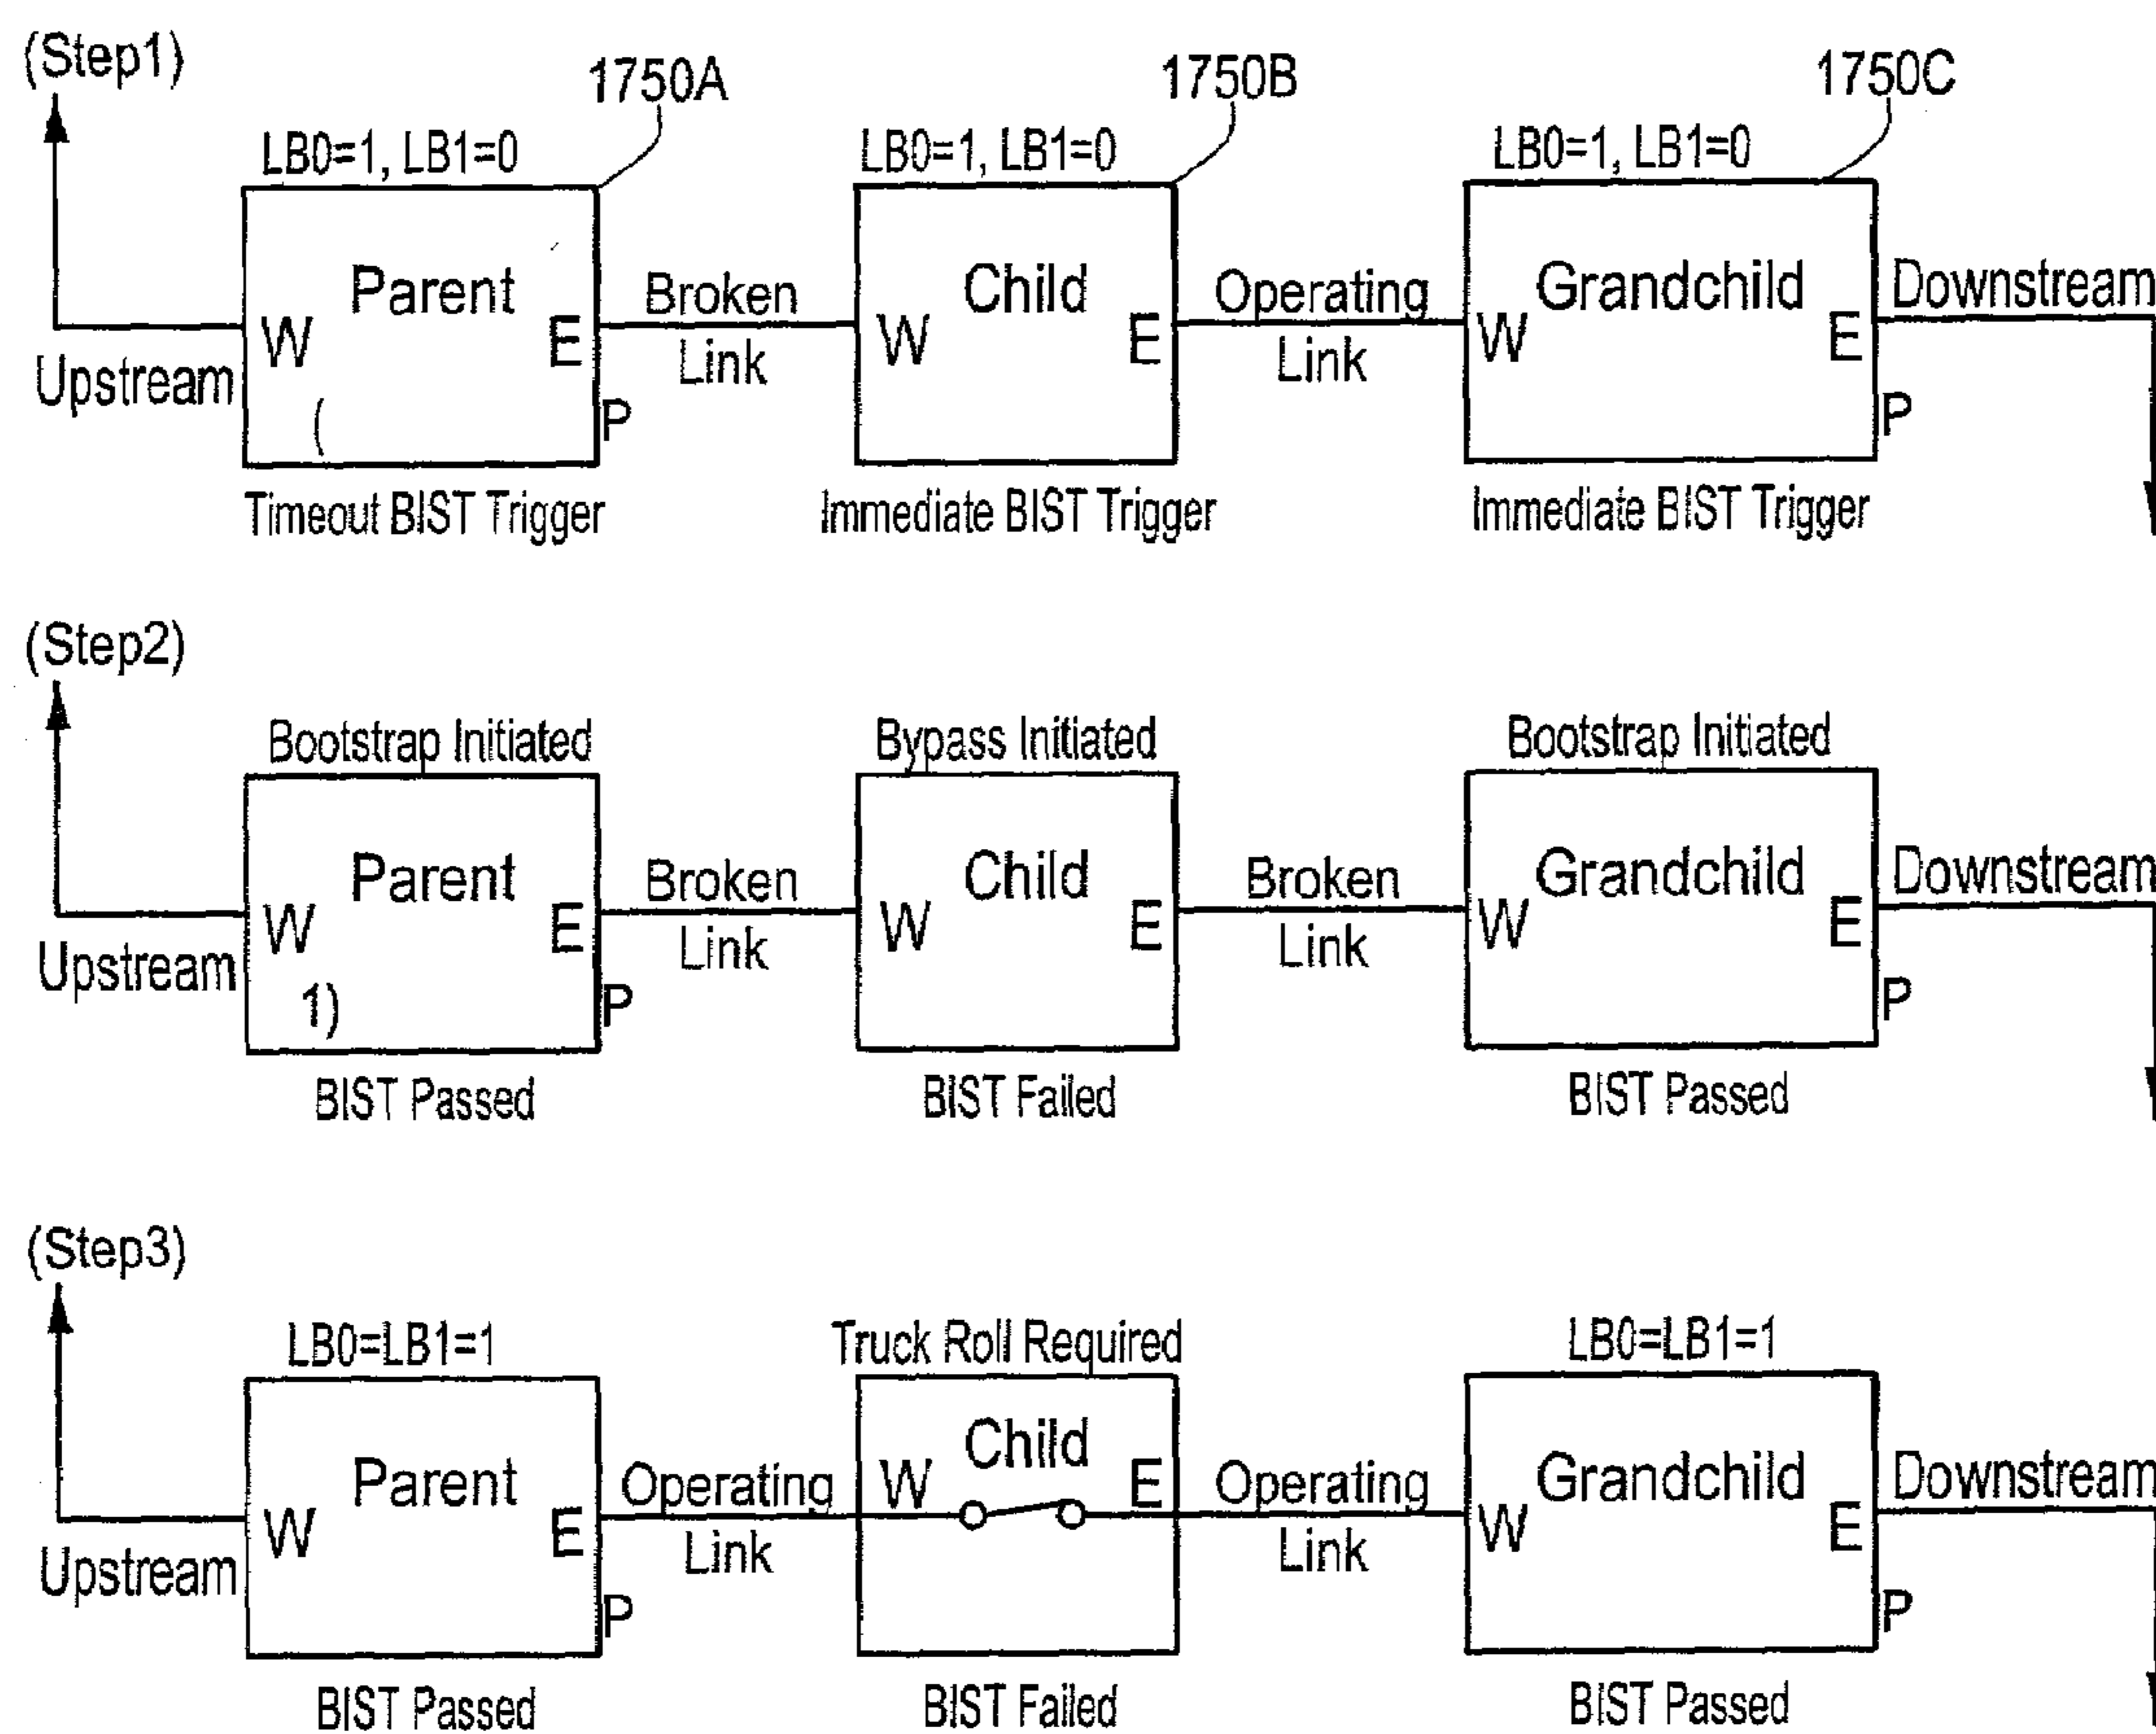 (Step1)
1750A
1750B
1750C
LB0=1, LB1=0
LB0=1, LB1=0
LB0=1, LB1=0
Parent
Broken
Child
Operating
Grandchild
Downstream
W
E
Link
W
E
Link
W
E
Upstream
(
P
P
Timeout BIST Trigger
Immediate BIST Trigger
Immediate BIST Trigger
(Step2)
Bootstrap Initiated
Bypass Initiated
Bootstrap Initiated
Parent
Broken
Child
Broken
Grandchild
Downstream
W
E
Link
W
E
Link
W
E
Upstream
1)
P
P
BIST Passed
BIST Failed
BIST Passed
(Step3)
LB0=LB1=1
Truck Roll Required
LB0=LB1=1
Parent
Operating
W
Child
E
Operating
Grandchild
Downstream
W
E
Link
Link
W
E
Upstream
P
P
BIST Passed
BIST Failed
BIST Passed